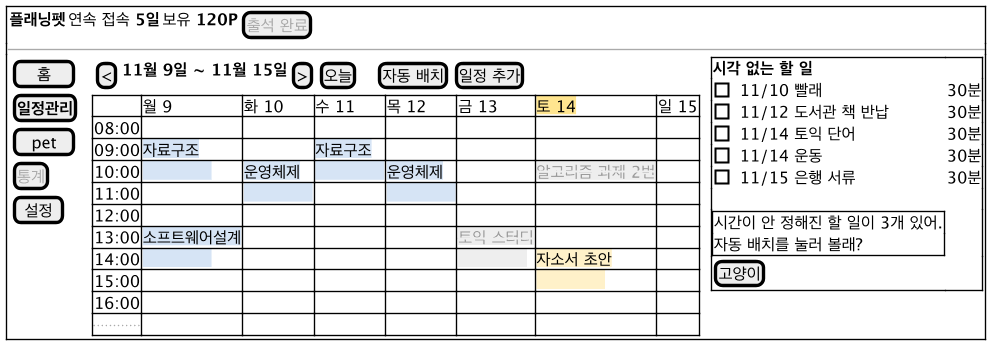 플래닝펫 연속 접속 5일 보유 120P 출석 완료
홈
일정관리
pet
통계
설정
< 11월 9일 ~ 11월 15일 > 오늘 자동 배치 일정 추가
월 9 화 10 수 11 목 12 금 13 토 14 일 15
08:00
09:00 자료구조 자료구조
10:00 운영체제 운영체제 알고리즘 과제 2번
11:00
12:00
13:00 소프트웨어설계 토익 스터디
14:00 자소서 초안
15:00
16:00
시각 없는 할 일
11/10 빨래 30분
11/12 도서관 책 반납 30분
11/14 토익 단어 30분
11/14 운동 30분
11/15 은행 서류 30분
시간이 안 정해진 할 일이 3개 있어.
자동 배치를 눌러 볼래?
고양이